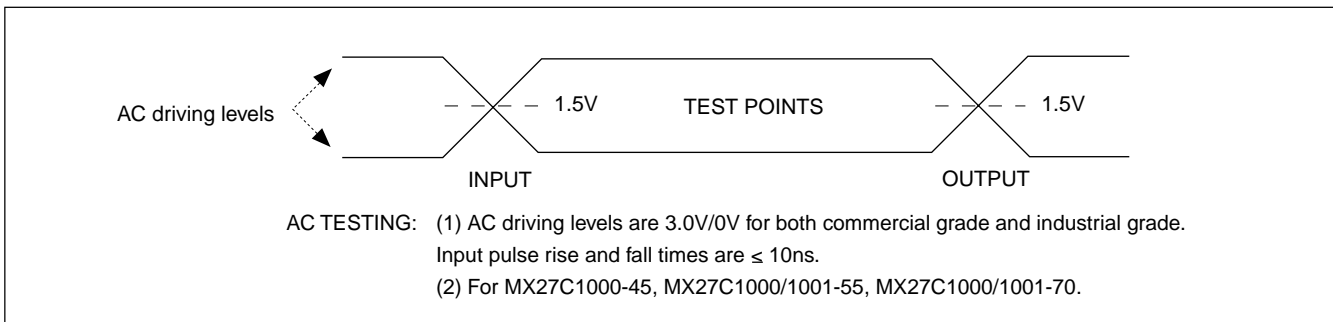 AC driving levels
1.5V
TEST POINTS
1.5V
INPUT
OUTPUT
AC TESTING: (1) AC driving levels are 3.0V/0V for both commercial grade and industrial grade.
Input pulse rise and fall times are ≤ 10ns.
(2) For MX27C1000-45, MX27C1000/1001-55, MX27C1000/1001-70.